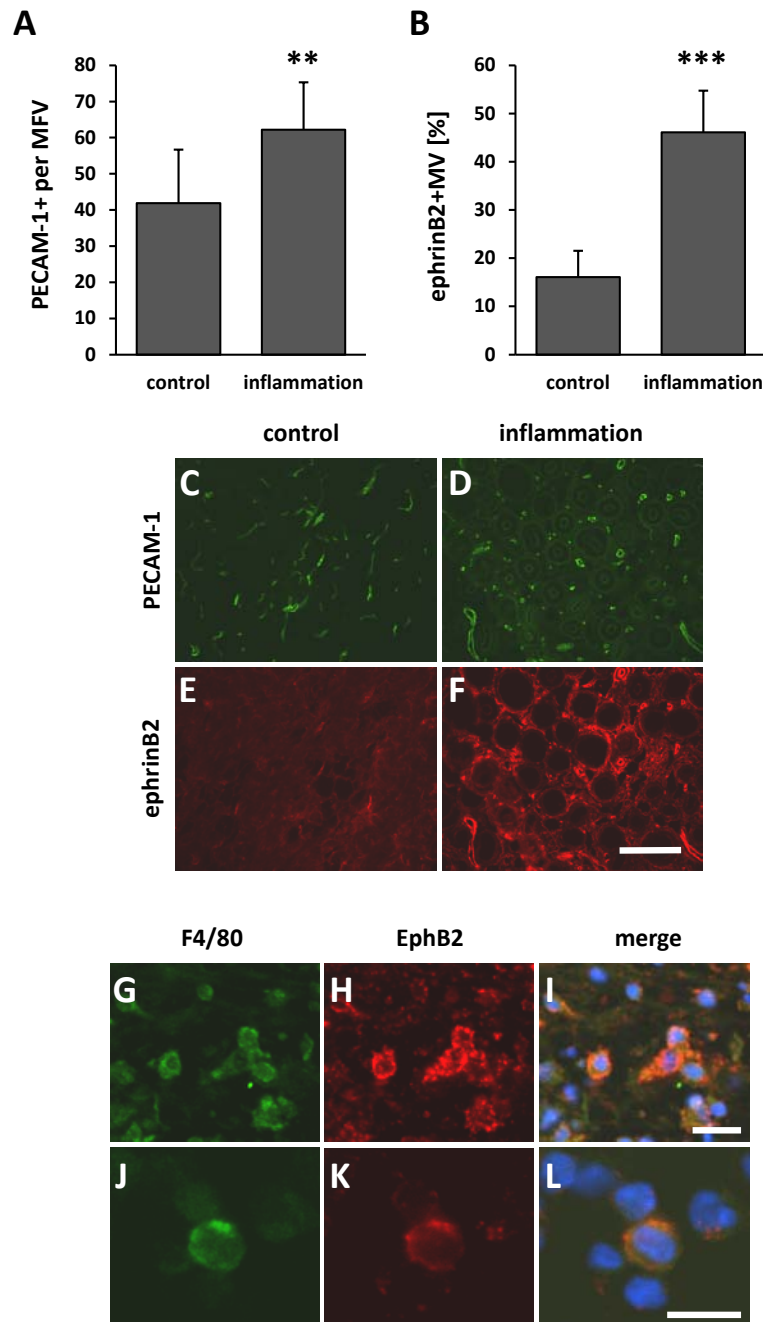 A
B
PECAM-1+ per MFV
80
70
60
50
40
30
20
10
0
**
control
inflammation
ephrinB2+MV [%]
60
50
40
30
20
10
0
***
control
inflammation
control
inflammation
PECAM-1
C
D
ephrinB2
E
F
F4/80
EphB2
merge
G
H
I
J
K
L